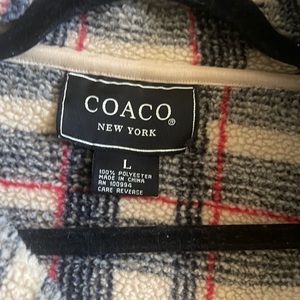 COACO®
NEW YORK
L
100% POLYESTER
MADE IN CHINA
RN 100994
CARE REVERSE